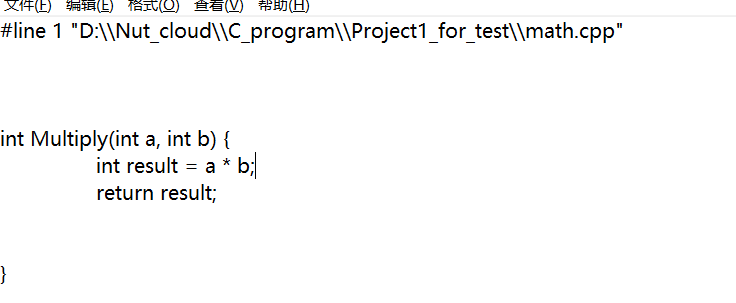 文件(F) 编辑(E) 格式(O) 查看(V) 帮助(H)
#line 1 "D:\\Nut_cloud\\C_program\\Project1_for_test\\math.cpp"
int Multiply(int a, int b) {
int result = a * b;
return result;
}